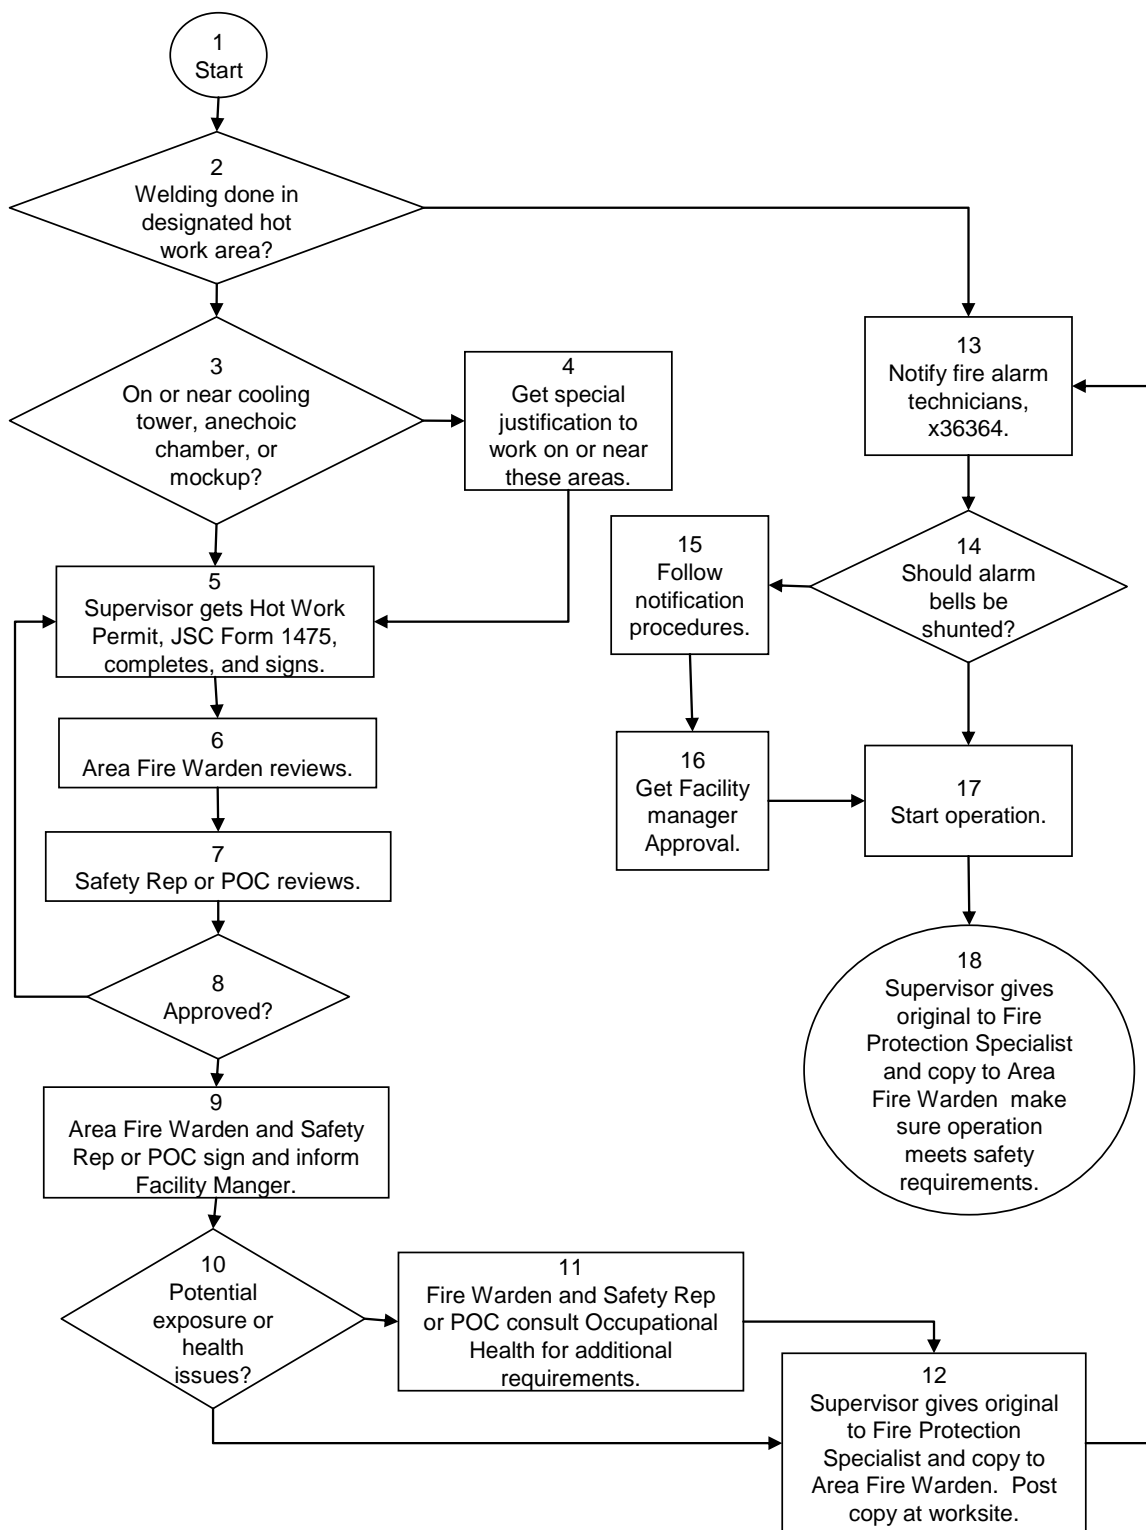 1
Start
2
Welding done in
designated hot
work area?
3
On or near cooling
tower, anechoic
chamber, or
mockup?
4
Get special
justification to
work on or near
these areas.
5
Supervisor gets Hot Work
Permit, JSC Form 1475,
completes, and signs.
6
Area Fire Warden reviews.
7
Safety Rep or POC reviews.
8
Approved?
9
Area Fire Warden and Safety
Rep or POC sign and inform
Facility Manger.
10
Potential
exposure or
health
issues?
11
Fire Warden and Safety Rep
or POC consult Occupational
Health for additional
requirements.
12
Supervisor gives original
to Fire Protection
Specialist and copy to
Area Fire Warden.  Post
copy at worksite.
13
Notify fire alarm
technicians,
x36364.
14
Should alarm
bells be
shunted?
15
Follow
notification
procedures.
16
Get Facility
manager
Approval.
17
Start operation.
18
Supervisor gives
original to Fire
Protection Specialist
and copy to Area
Fire Warden  make
sure operation
meets safety
requirements.